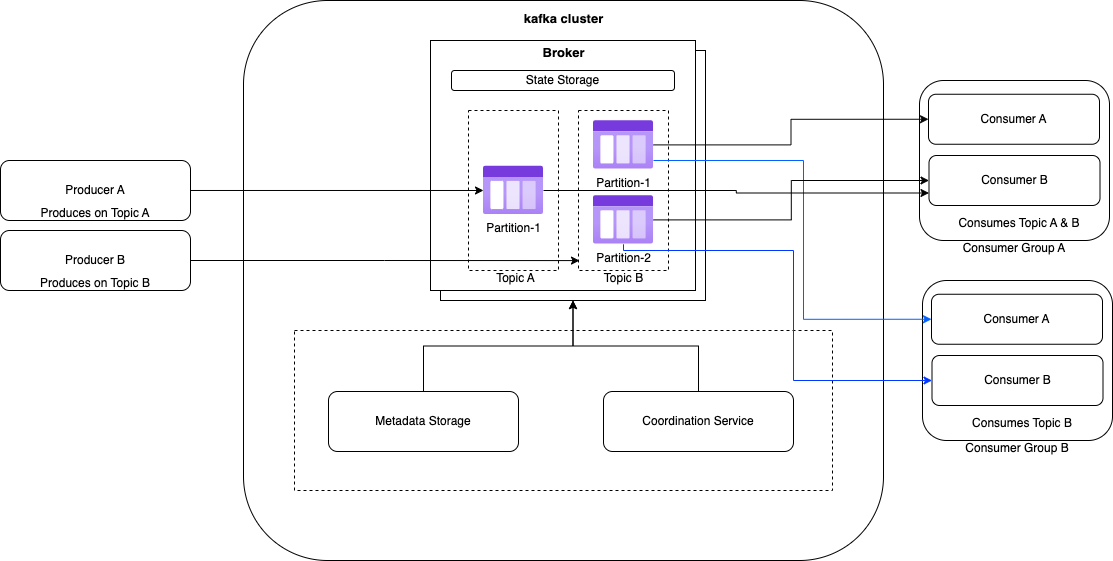 kafka cluster
Broker
State Storage
Partition-1
Partition-1
Partition-2
Topic A
Topic B
Producer A
Produces on Topic A
Producer B
Produces on Topic B
Metadata Storage
Coordination Service
Consumer A
Consumer B
Consumes Topic A & B
Consumer Group A
Consumer A
Consumer B
Consumes Topic B
Consumer Group B